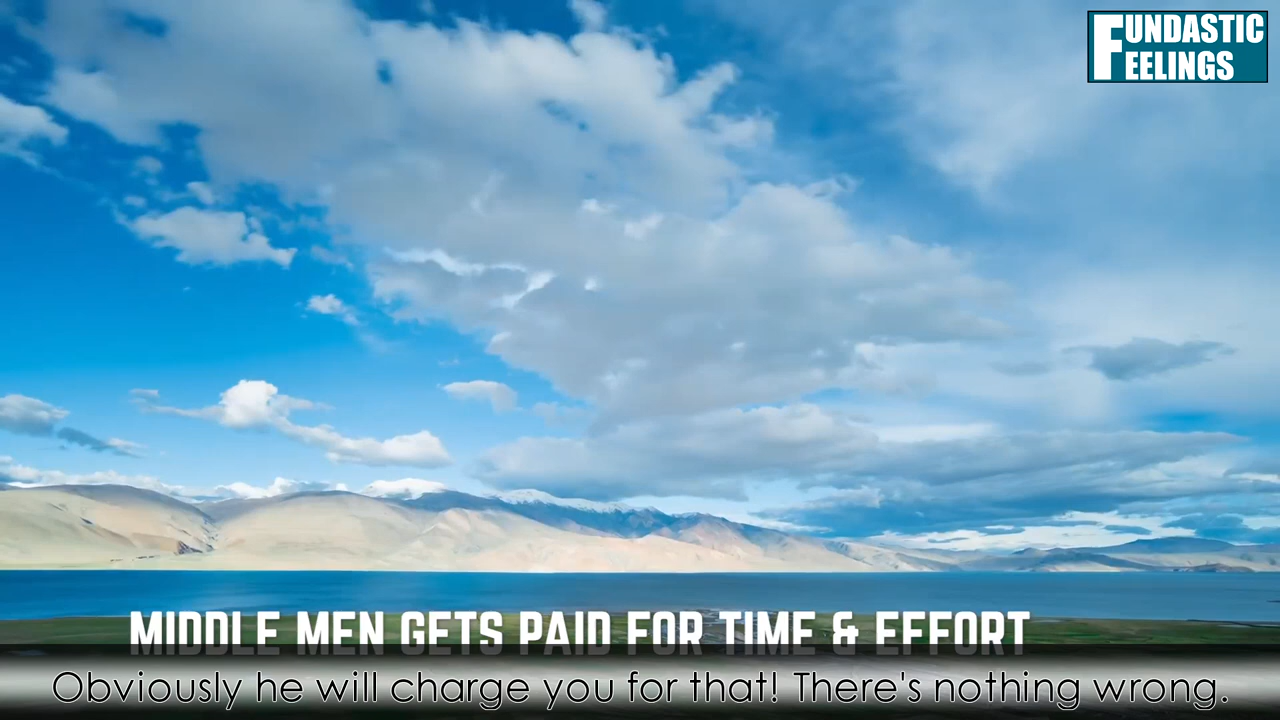 FUNDASTIC
FEELINGS
MIDDLE MEN GETS PAID FOR TIME & EFFORT
Obviously he will charge you for that! There's nothing wrong.